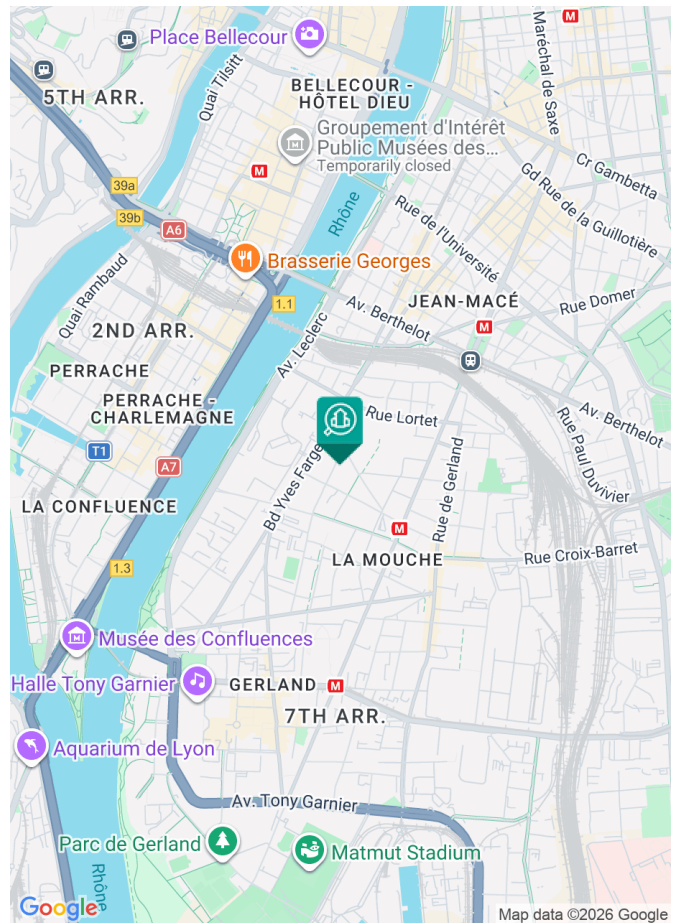 M
Place Bellecour
Maréchal de Saxe
5TH ARR.
Quai Tilsitt
BELLECOUR -
HÔTEL DIEU
Groupement d'Intérêt
Public Musées des...
Temporarily closed
Cr Gambetta
M
Gd Rue de la Guillotière
39a
39b
A6
Rhône
Rue de l'Université
Brasserie Georges
Quai Rambaud
1.1
Av. Berthelot
JEAN-MACÉ
Rue Domer
M
2ND ARR.
Av. Leclerc
PERRACHE
PERRACHE -
CHARLEMAGNE
Rue Lortet
Av. Berthelot
Rue Paul Duvivier
T1
A7
Bd Yves Farge
Rue de Gerland
LA CONFLUENCE
M
LA MOUCHE
Rue Croix-Barret
1.3
Musée des Confluences
Halle Tony Garnier
GERLAND
M
7TH ARR.
Aquarium de Lyon
Av. Tony Garnier
Parc de Gerland
Matmut Stadium
Rhône
Google
Map data ©2026 Google